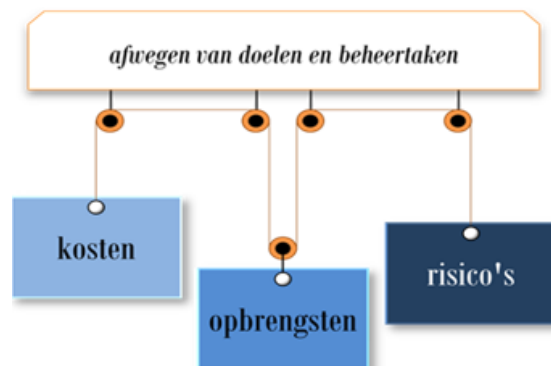 afwegen van doelen en beheertaken
kosten
opbrengsten
risico's